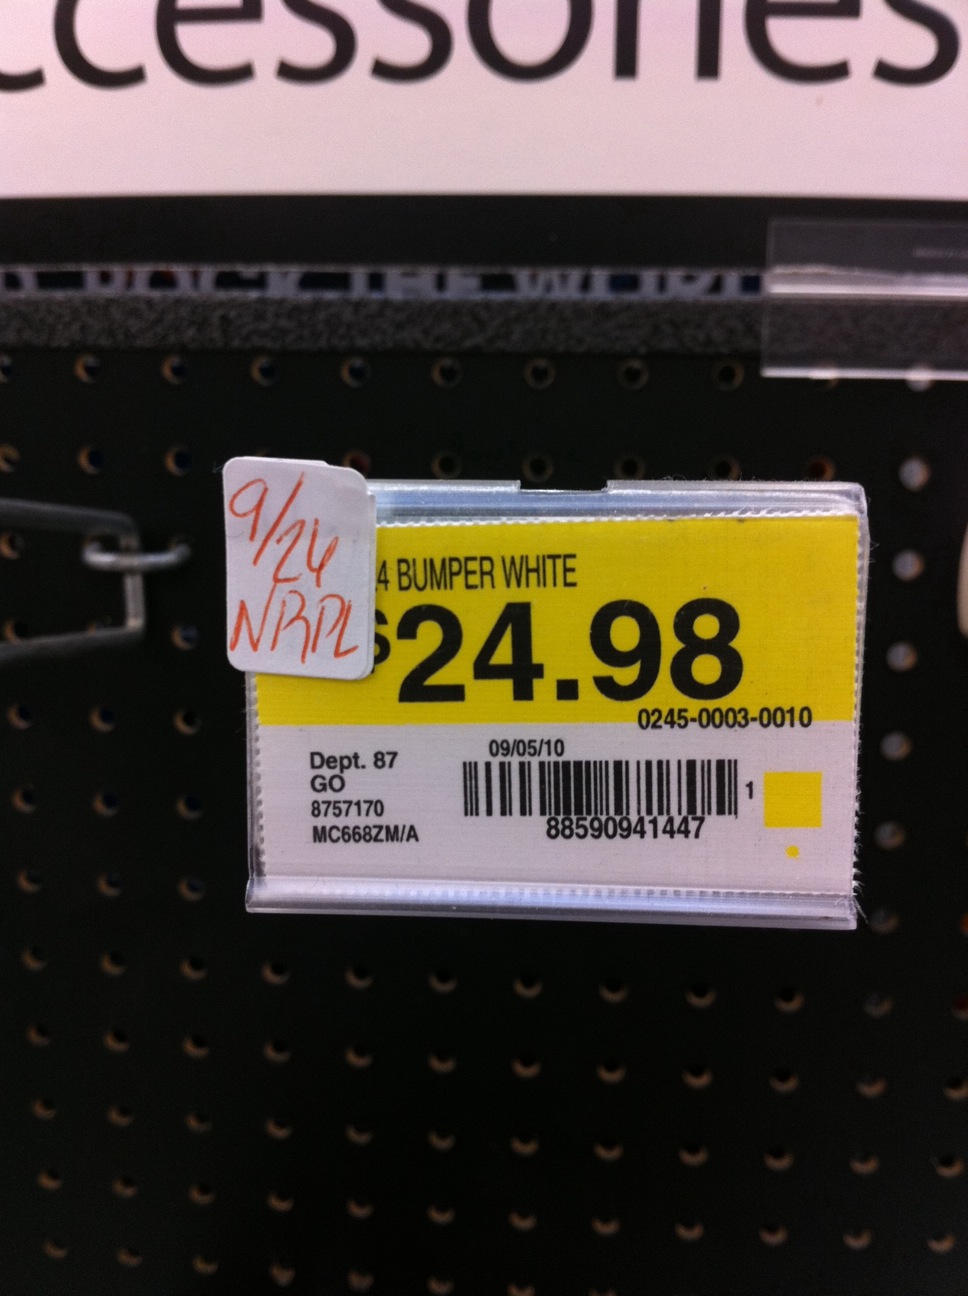 ccessories
9/26
NRPL
4 BUMPER WHITE
$24.98
0245-0003-0010
Dept. 87
GO
8757170
MC668ZM/A
09/05/10
1
88590941447